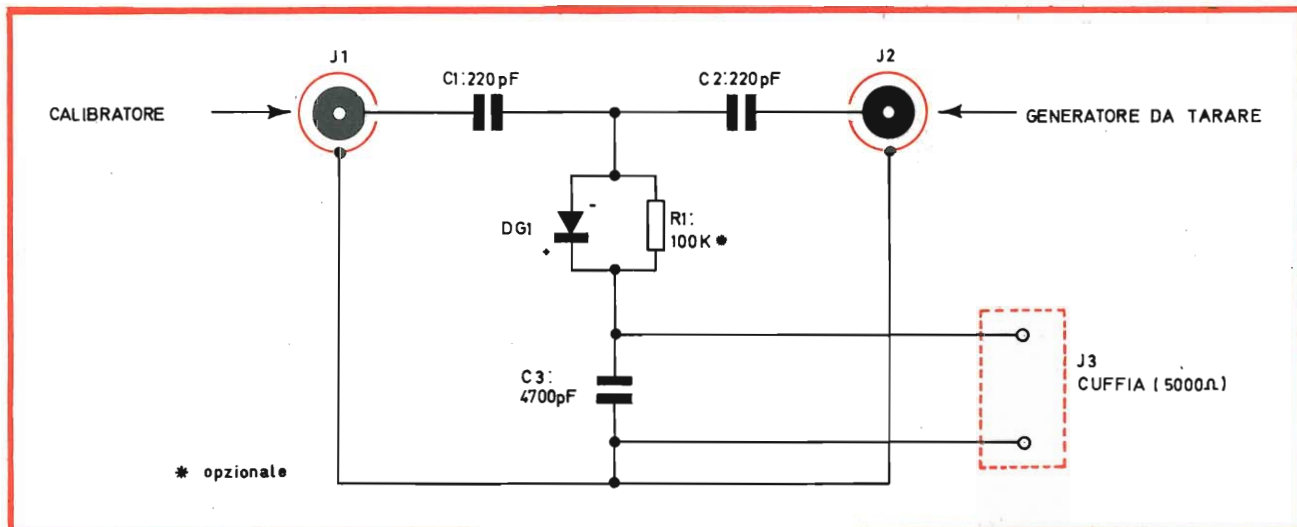 J1
J2
C1:220pF
C2:220pF
CALIBRATORE
GENERATORE DA TARARE
-
DG1
R1:
100K *
+
J3
CUFFIA (5000Ω)
C3:
4700pF
* opzionale